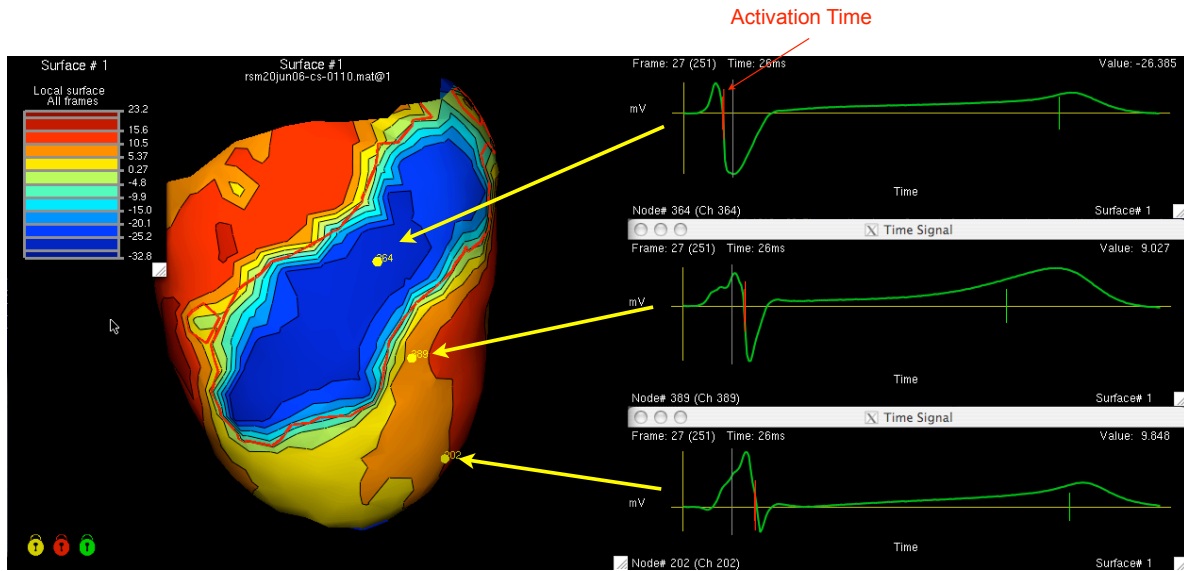 Activation Time
Surface # 1
Local surface
All frames
23.2
15.6
10.5
5.37
0.27
-4.8
-9.9
-15.0
-20.1
-25.2
-32.8
Surface #1
rsm20jun06-cs-0110.mat@1
364
389
202
Frame: 27 (251) Time: 26ms Value: -26.385
mV
Time
Node# 364 (Ch 364) Surface# 1
X Time Signal
Frame: 27 (251) Time: 26ms Value: 9.027
mV
Time
Node# 389 (Ch 389) Surface# 1
X Time Signal
Frame: 27 (251) Time: 26ms Value: 9.848
mV
Time
Node# 202 (Ch 202) Surface# 1